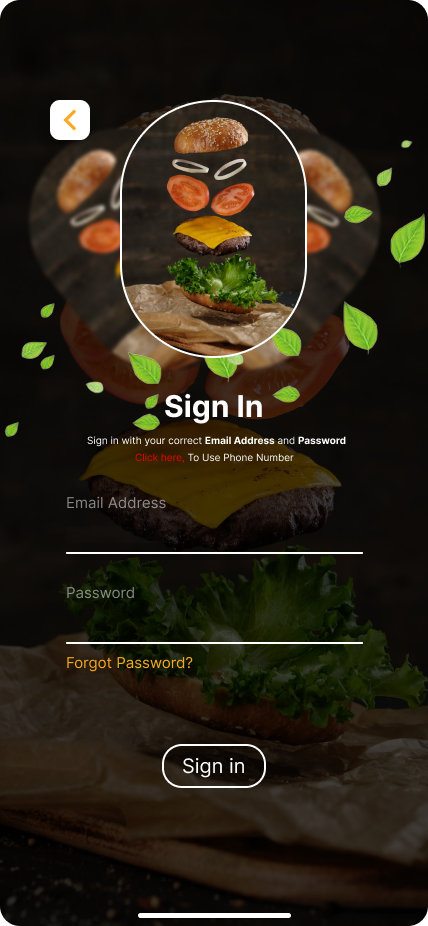 Sign In
Sign in with your correct Email Address and Password
Click here, To Use Phone Number
Email Address
Password
Forgot Password?
Sign in